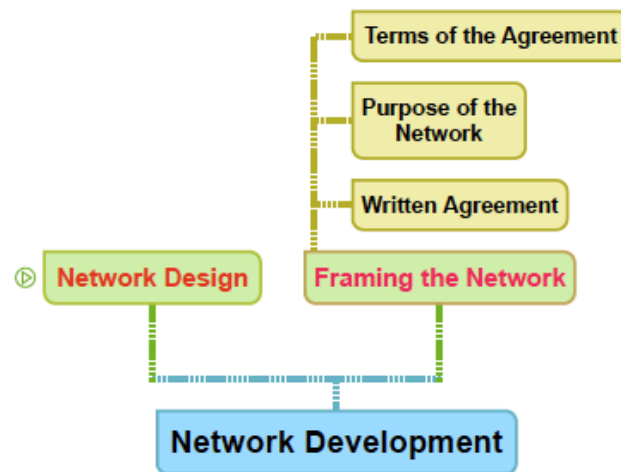 Terms of the Agreement
Purpose of the
Network
Written Agreement
Network Design
Framing the Network
Network Development